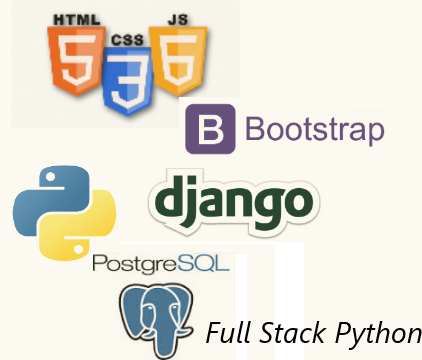 HTML
CSS
JS
5
3
6
B Bootstrap
django
PostgreSQL
Full Stack Python